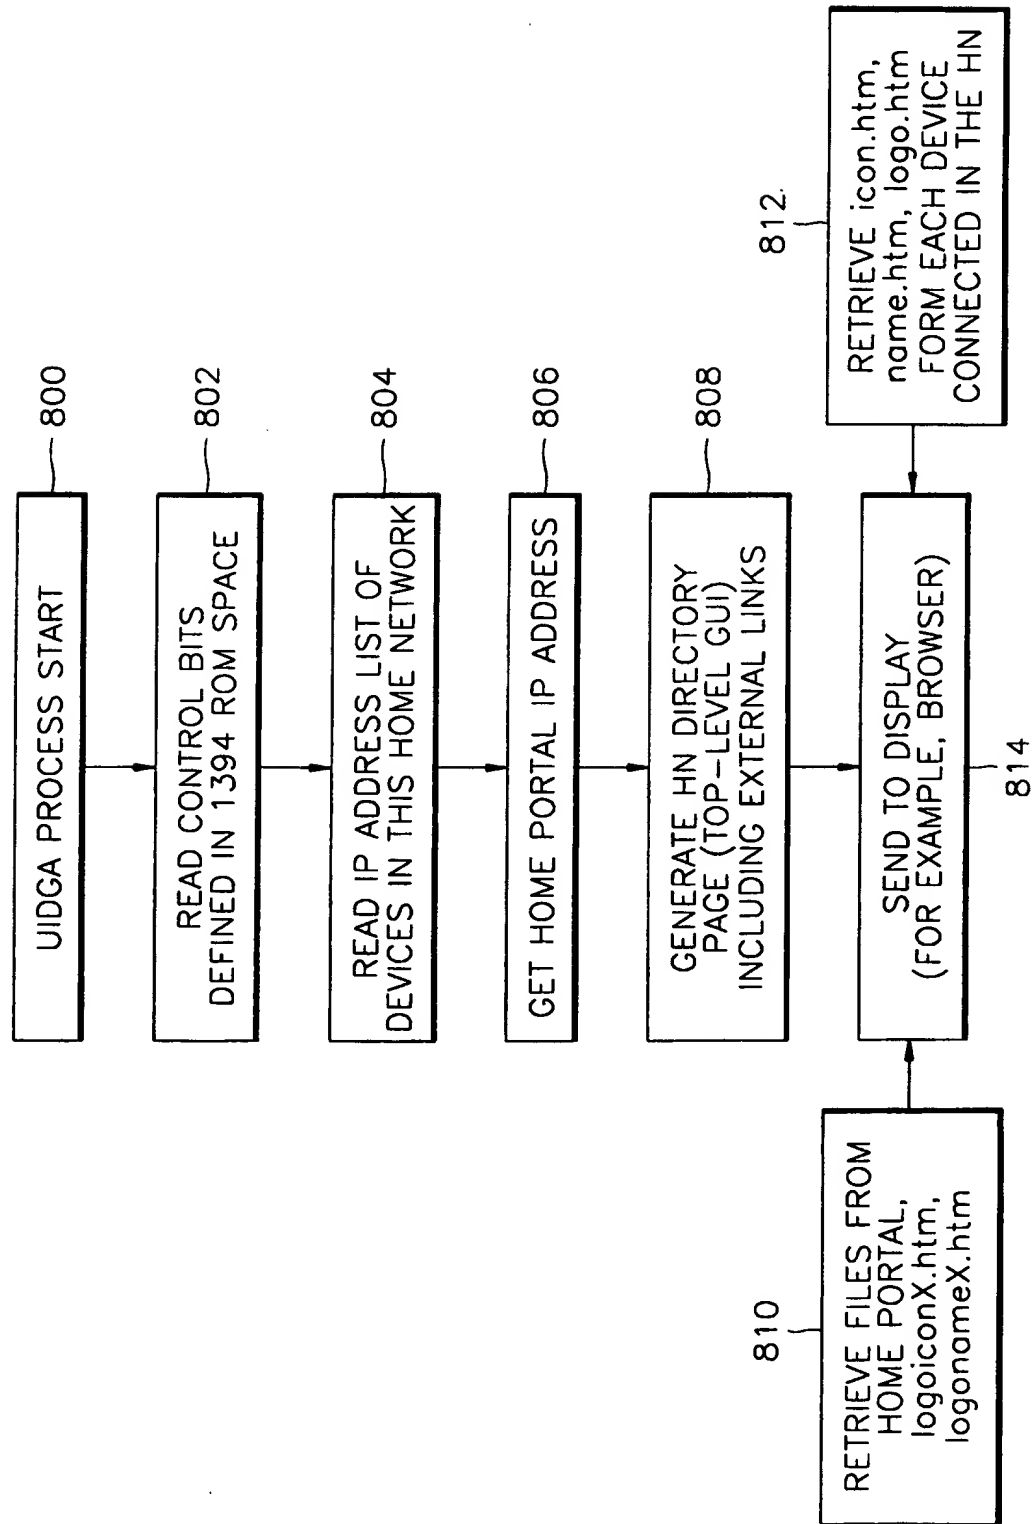 UIDGA PROCESS START
800
READ CONTROL BITS
DEFINED IN 1394 ROM SPACE
802
READ IP ADDRESS LIST OF
DEVICES IN THIS HOME NETWORK
804
GET HOME PORTAL IP ADDRESS
806
GENERATE HN DIRECTORY
PAGE (TOP-LEVEL GUI)
INCLUDING EXTERNAL LINKS
808
810
RETRIEVE FILES FROM
HOME PORTAL,
logoiconX.htm,
logonameX.htm
SEND TO DISPLAY
(FOR EXAMPLE, BROWSER)
814
812
RETRIEVE icon.htm,
name.htm, logo.htm
FORM EACH DEVICE
CONNECTED IN THE HN